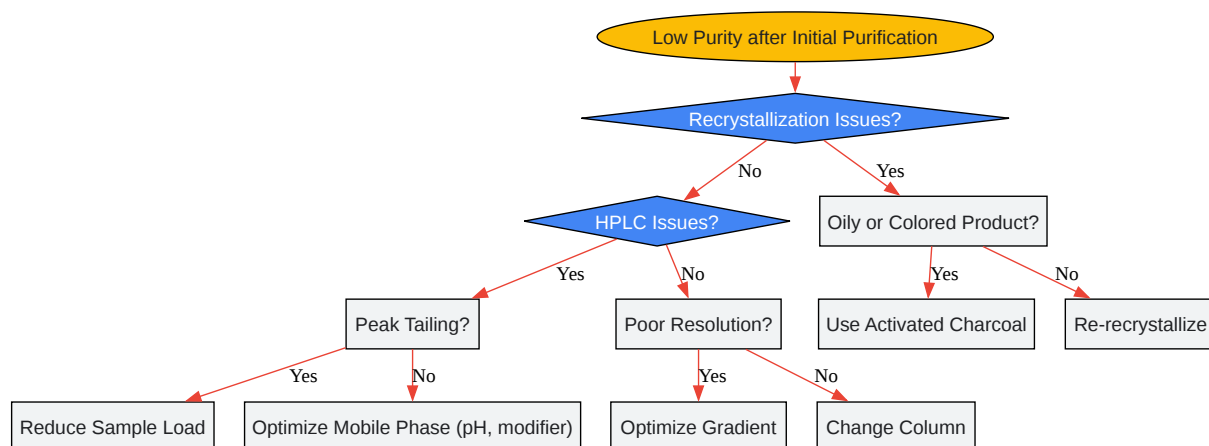 Low Purity after Initial Purification
Recrystallization Issues?
No
Yes
HPLC Issues?
Oily or Colored Product?
Yes
No
Yes
No
Peak Tailing?
Poor Resolution?
Use Activated Charcoal
Re-recrystallize
Yes
No
Yes
No
Reduce Sample Load
Optimize Mobile Phase (pH, modifier)
Optimize Gradient
Change Column